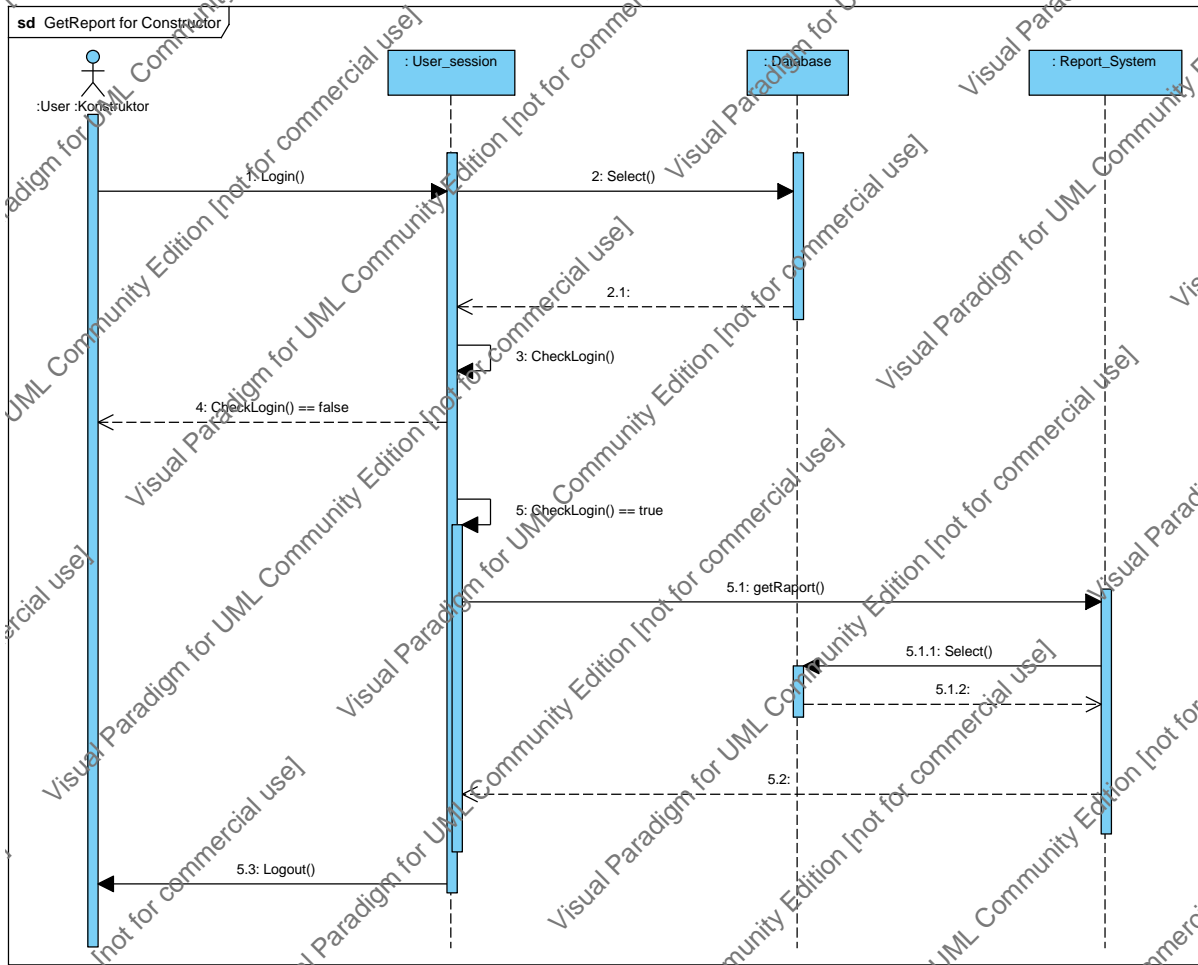 sd GetReport for Constructor
: User_session
: Database
: Report_System
:User :Konstruktor
1: Login()
2: Select()
2.1:
3: CheckLogin()
4: CheckLogin() == false
5: CheckLogin() == true
5.1: getRaport()
5.1.1: Select()
5.1.2:
5.2:
5.3: Logout()
Visual Paradigm for UML Community Edition [not for commercial use]